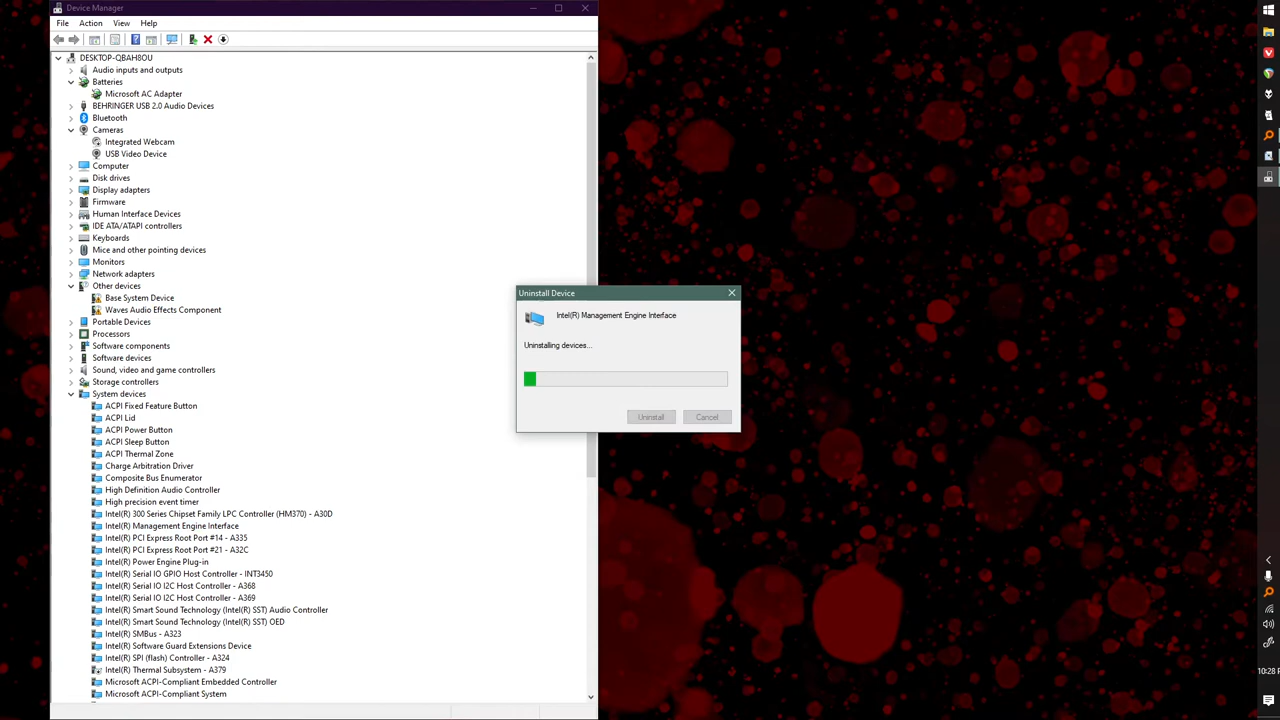 Device Manager
File Action View Help
DESKTOP-QBAH8OU
Audio inputs and outputs
Batteries
Microsoft AC Adapter
BEHRINGER USB 2.0 Audio Devices
Bluetooth
Cameras
Integrated Webcam
USB Video Device
Computer
Disk drives
Display adapters
Firmware
Human Interface Devices
IDE ATA/ATAPI controllers
Keyboards
Mice and other pointing devices
Monitors
Network adapters
Other devices
Base System Device
Waves Audio Effects Component
Portable Devices
Processors
Software components
Software devices
Sound, video and game controllers
Storage controllers
System devices
ACPI Fixed Feature Button
ACPI Lid
ACPI Power Button
ACPI Sleep Button
ACPI Thermal Zone
Charge Arbitration Driver
Composite Bus Enumerator
High Definition Audio Controller
High precision event timer
Intel(R) 300 Series Chipset Family LPC Controller (HM370) - A30D
Intel(R) Management Engine Interface
Intel(R) PCI Express Root Port #14 - A335
Intel(R) PCI Express Root Port #21 - A32C
Intel(R) Power Engine Plug-in
Intel(R) Serial IO GPIO Host Controller - INT3450
Intel(R) Serial IO I2C Host Controller - A368
Intel(R) Serial IO I2C Host Controller - A369
Intel(R) Smart Sound Technology (Intel(R) SST) Audio Controller
Intel(R) Smart Sound Technology (Intel(R) SST) OED
Intel(R) SMBus - A323
Intel(R) Software Guard Extensions Device
Intel(R) SPI (flash) Controller - A324
Intel(R) Thermal Subsystem - A379
Microsoft ACPI-Compliant Embedded Controller
Microsoft ACPI-Compliant System
Uninstall Device
Intel(R) Management Engine Interface
Uninstalling devices...
Uninstall Cancel
10:28 P